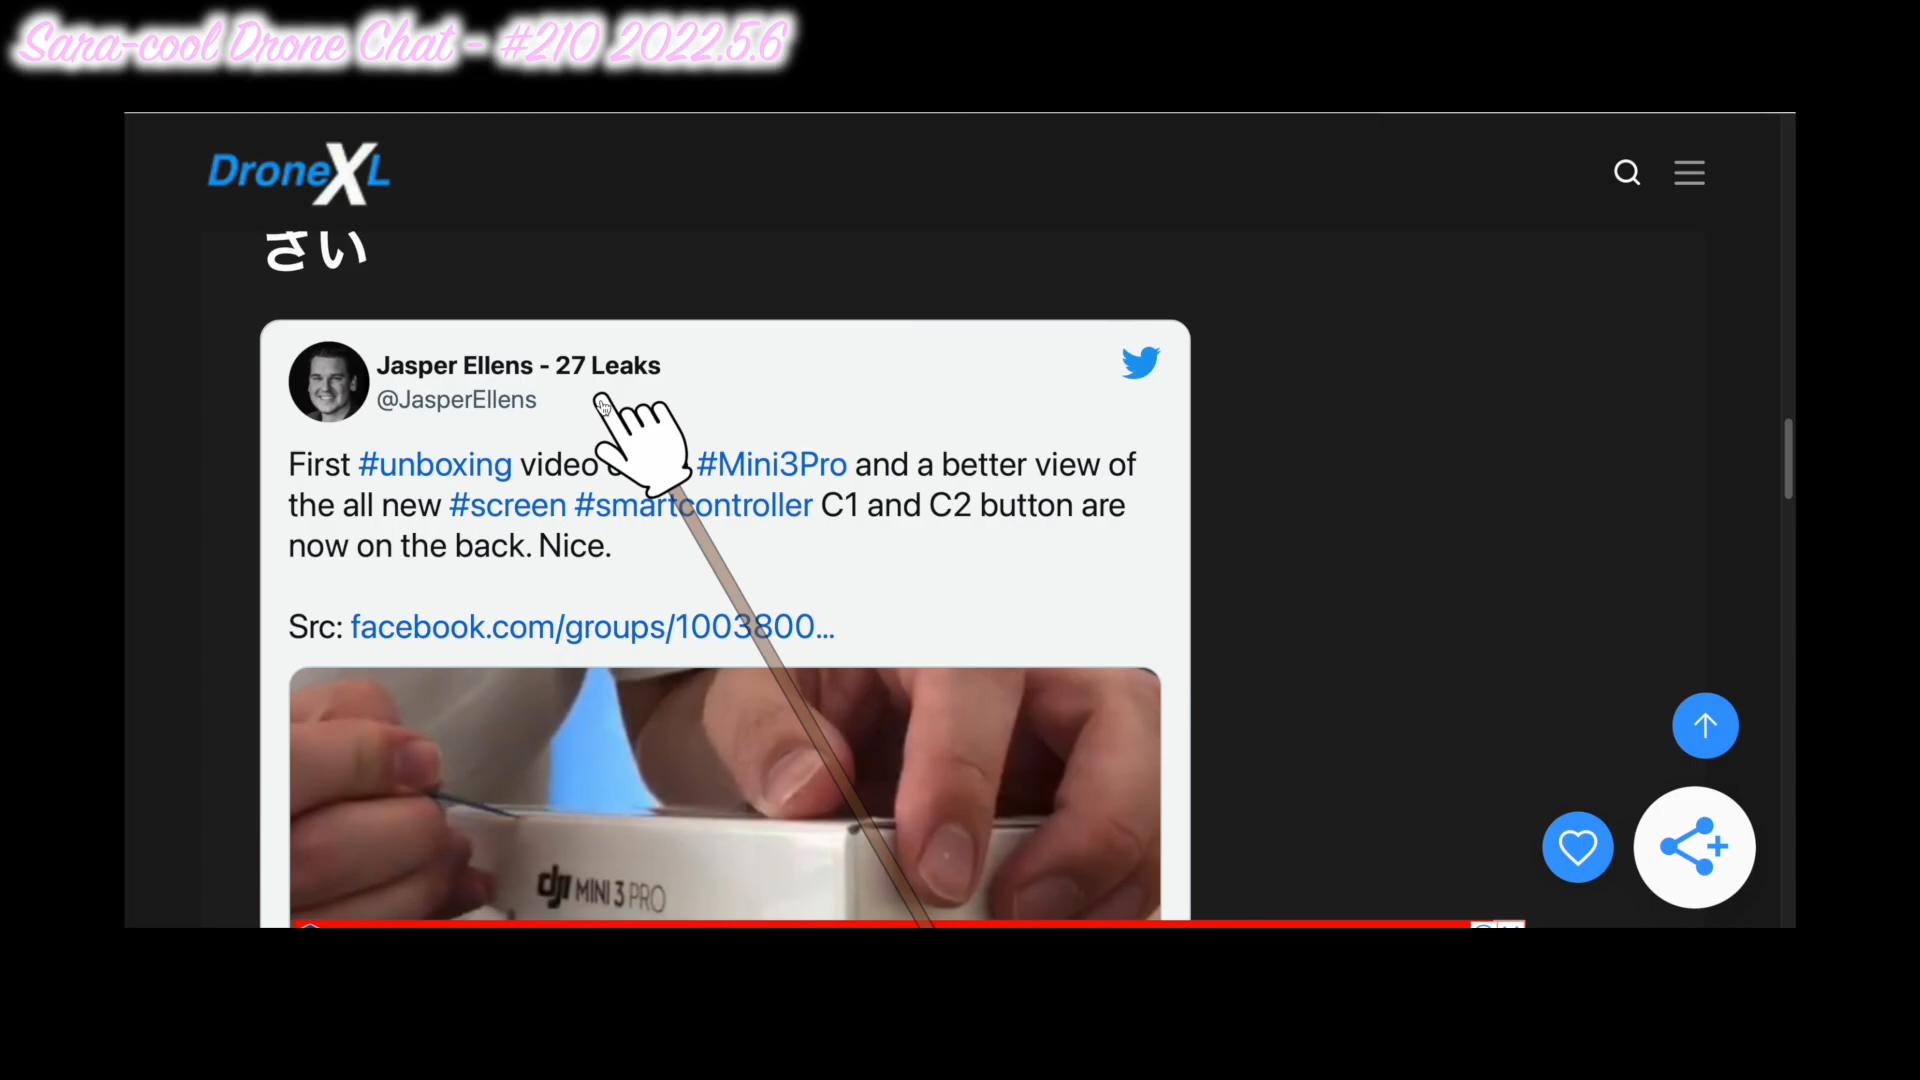 Sara-cool Drone Chat - #210 2022.5.6
DroneXL
さい
Jasper Ellens - 27 Leaks
@JasperEllens
First #unboxing video #Mini3Pro and a better view of
the all new #screen #smartcontroller C1 and C2 button are
now on the back. Nice.
Src: facebook.com/groups/1003800...
dji MINI 3 PRO